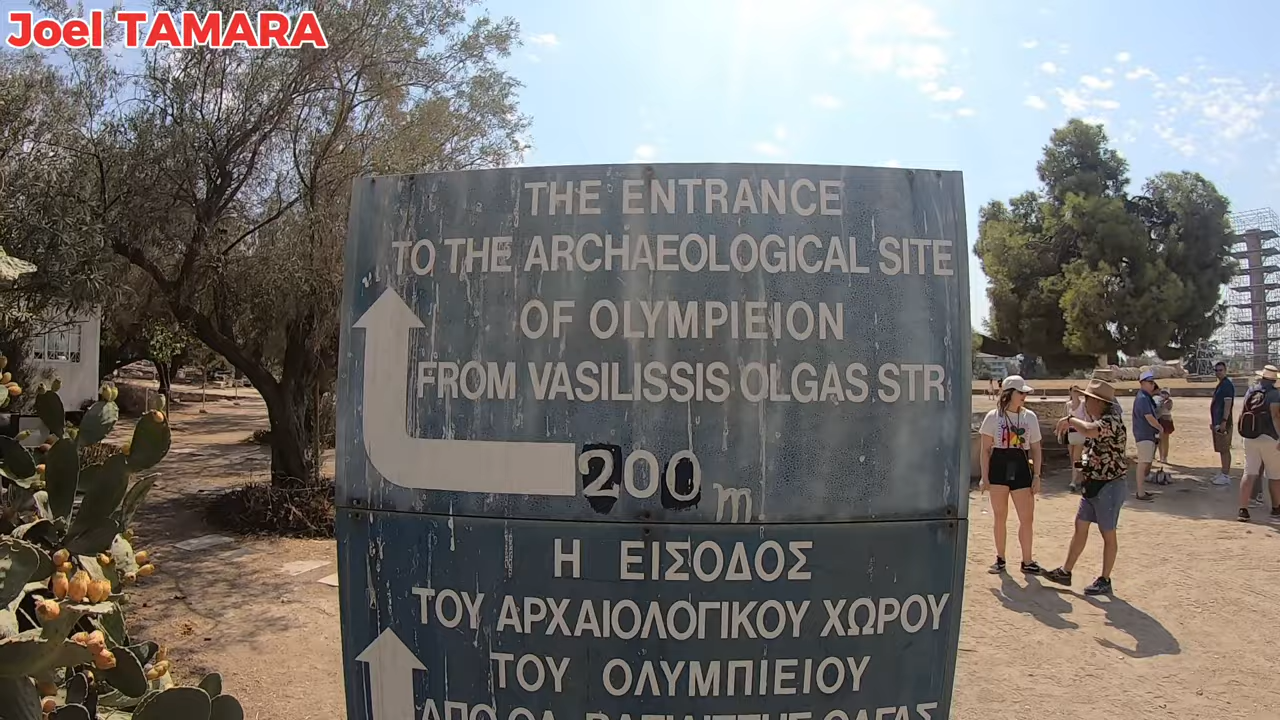 Joel TAMARA
THE ENTRANCE
TO THE ARCHAEOLOGICAL SITE
OF OLYMPIEION
FROM VASILISSIS OLGAS STR.
200 m
Η ΕΙΣΟΔΟΣ
ΤΟΥ ΑΡΧΑΙΟΛΟΓΙΚΟΥ ΧΩΡΟΥ
ΤΟΥ ΟΛΥΜΠΙΕΙΟΥ